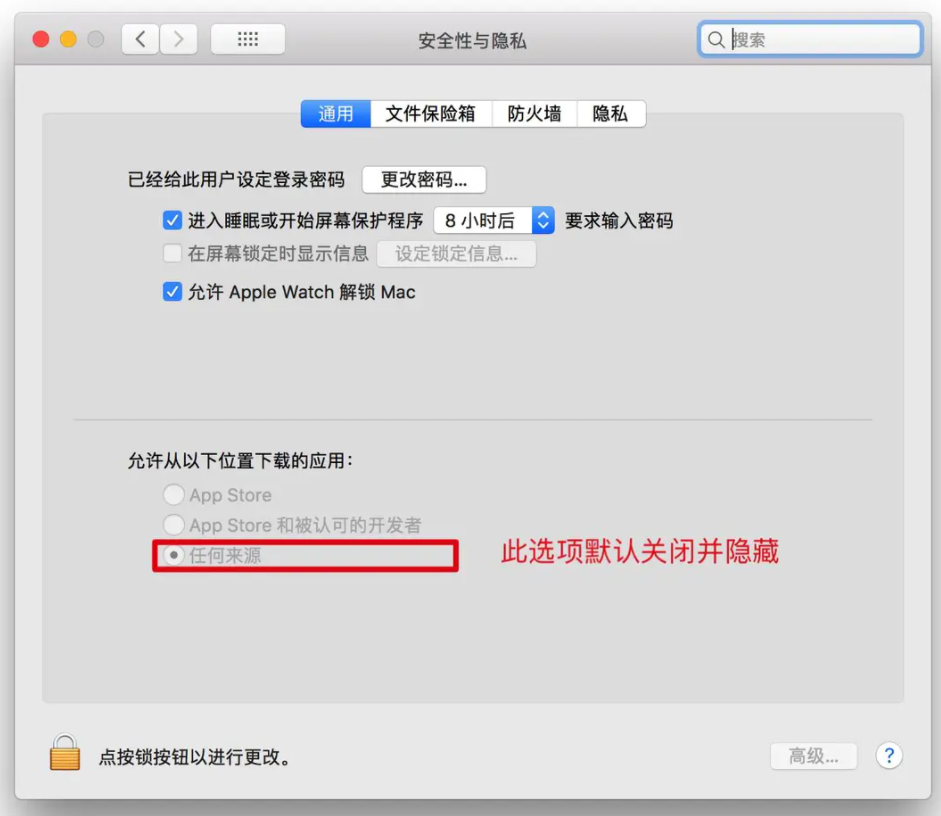 安全性与隐私
搜索
通用 文件保险箱 防火墙 隐私
已经给此用户设定登录密码 更改密码...
进入睡眠或开始屏幕保护程序 8 小时后 要求输入密码
在屏幕锁定时显示信息 设定锁定信息...
允许 Apple Watch 解锁 Mac
允许从以下位置下载的应用：
App Store
App Store 和被认可的开发者
任何来源 此选项默认关闭并隐藏
点按锁按钮以进行更改。 高级... ?